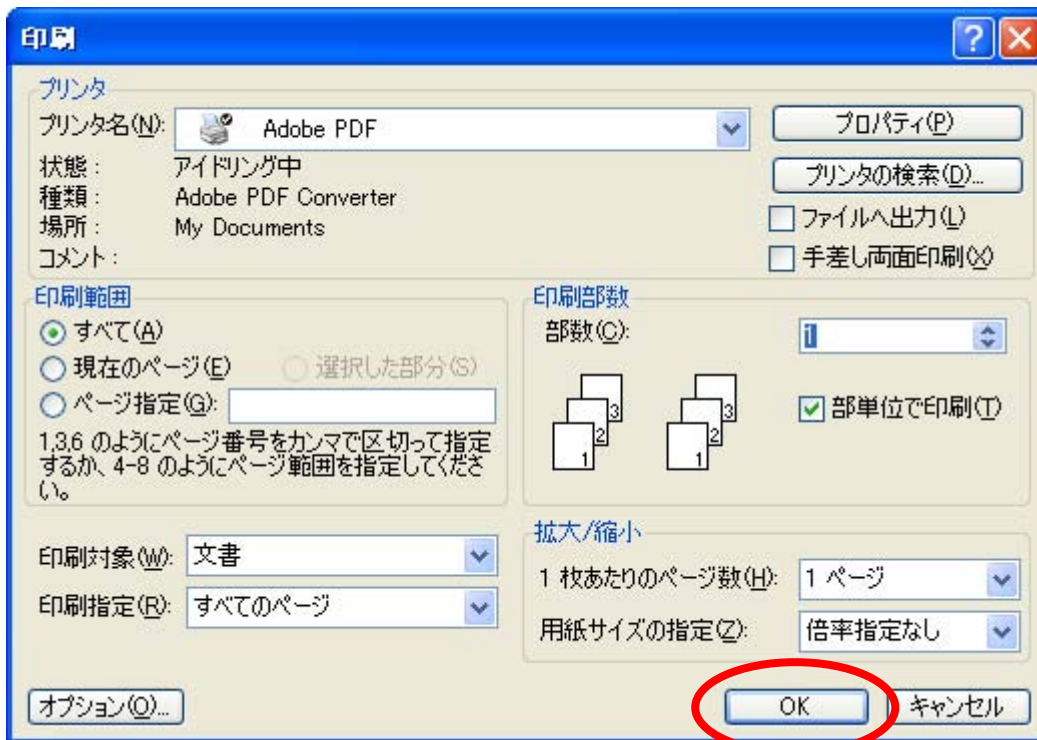 印刷
プリンタ
プリンタ名(N): Adobe PDF プロパティ(P)
状態： アイドリング中 プリンタの検索(D)...
種類： Adobe PDF Converter
場所： My Documents ファイルへ出力(L)
コメント： 手差し両面印刷(X)
印刷範囲
すべて(A)
現在のページ(E) 選択した部分(S)
ページ指定(G):
1,3,6 のようにページ番号をカンマで区切って指定
するか、4-8 のようにページ範囲を指定してくださ
い。
印刷部数
部数(C): 1
部単位で印刷(T)
3 3
2 2
1 1
印刷対象(W): 文書
印刷指定(R): すべてのページ
拡大/縮小
1 枚あたりのページ数(H): 1 ページ
用紙サイズの指定(Z): 倍率指定なし
オプション(O)... OK キャンセル